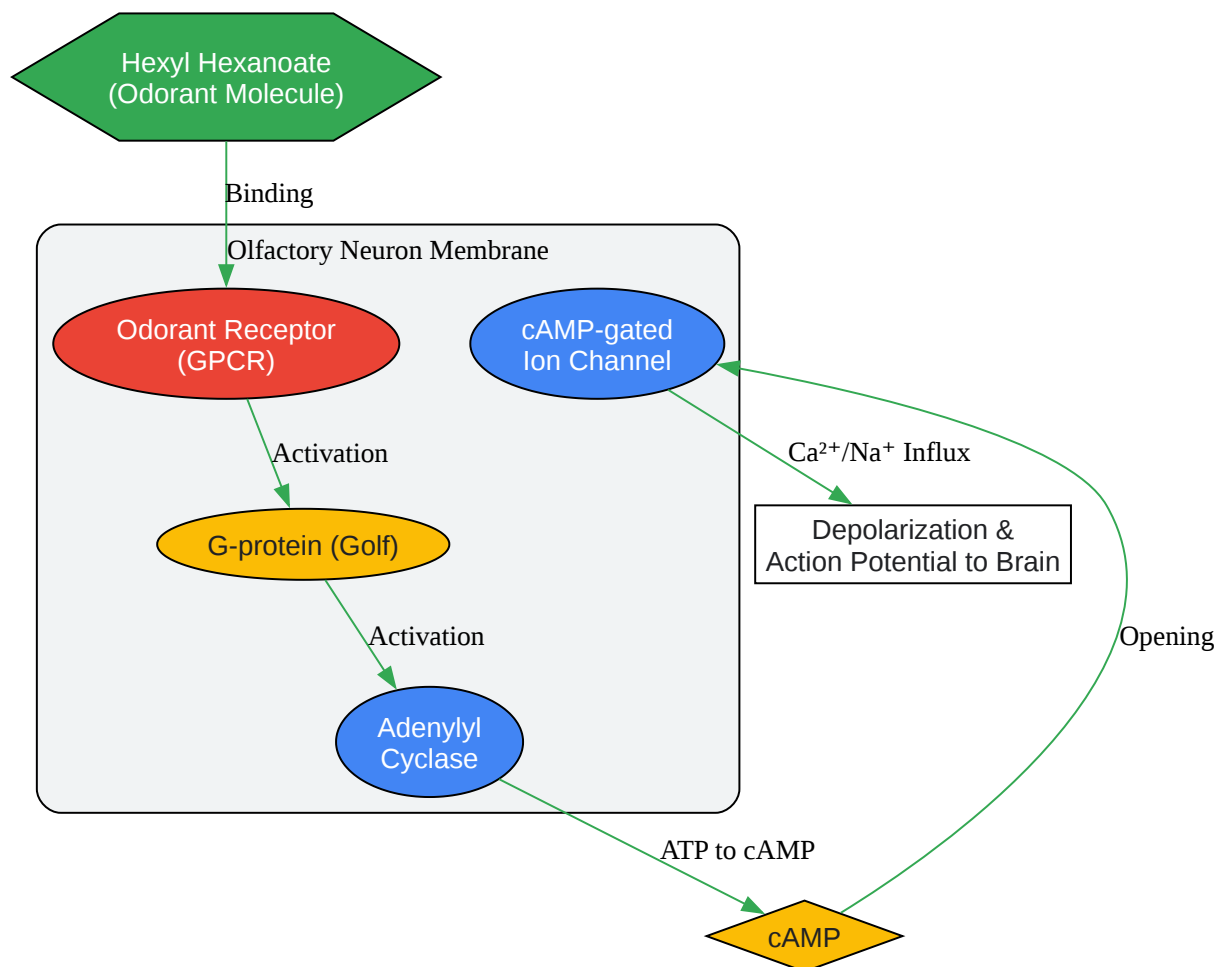 Hexyl Hexanoate
(Odorant Molecule)
Binding
Olfactory Neuron Membrane
Odorant Receptor
(GPCR)
cAMP-gated
Ion Channel
Activation
Ca²⁺/Na⁺ Influx
G-protein (Golf)
Depolarization &
Action Potential to Brain
Activation
Opening
Adenylyl
Cyclase
ATP to cAMP
cAMP